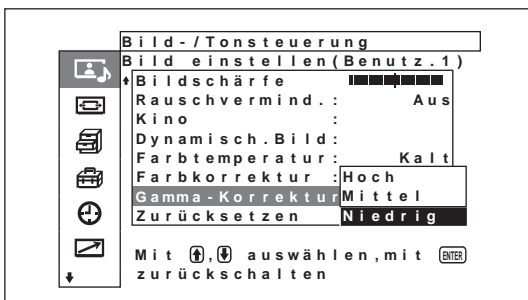 Bild-/Tonsteuerung
Bild einstellen(Benutz.1)
Bildschärfe
Rauschvermind.: Aus
Kino :
Dynamisch.Bild:
Farbtemperatur: Kalt
Farbkorrektur : Hoch
Gamma-Korrektur Mittel
Zurücksetzen Niedrig
Mit ↑,↓ auswählen,mit ENTER
zurückschalten